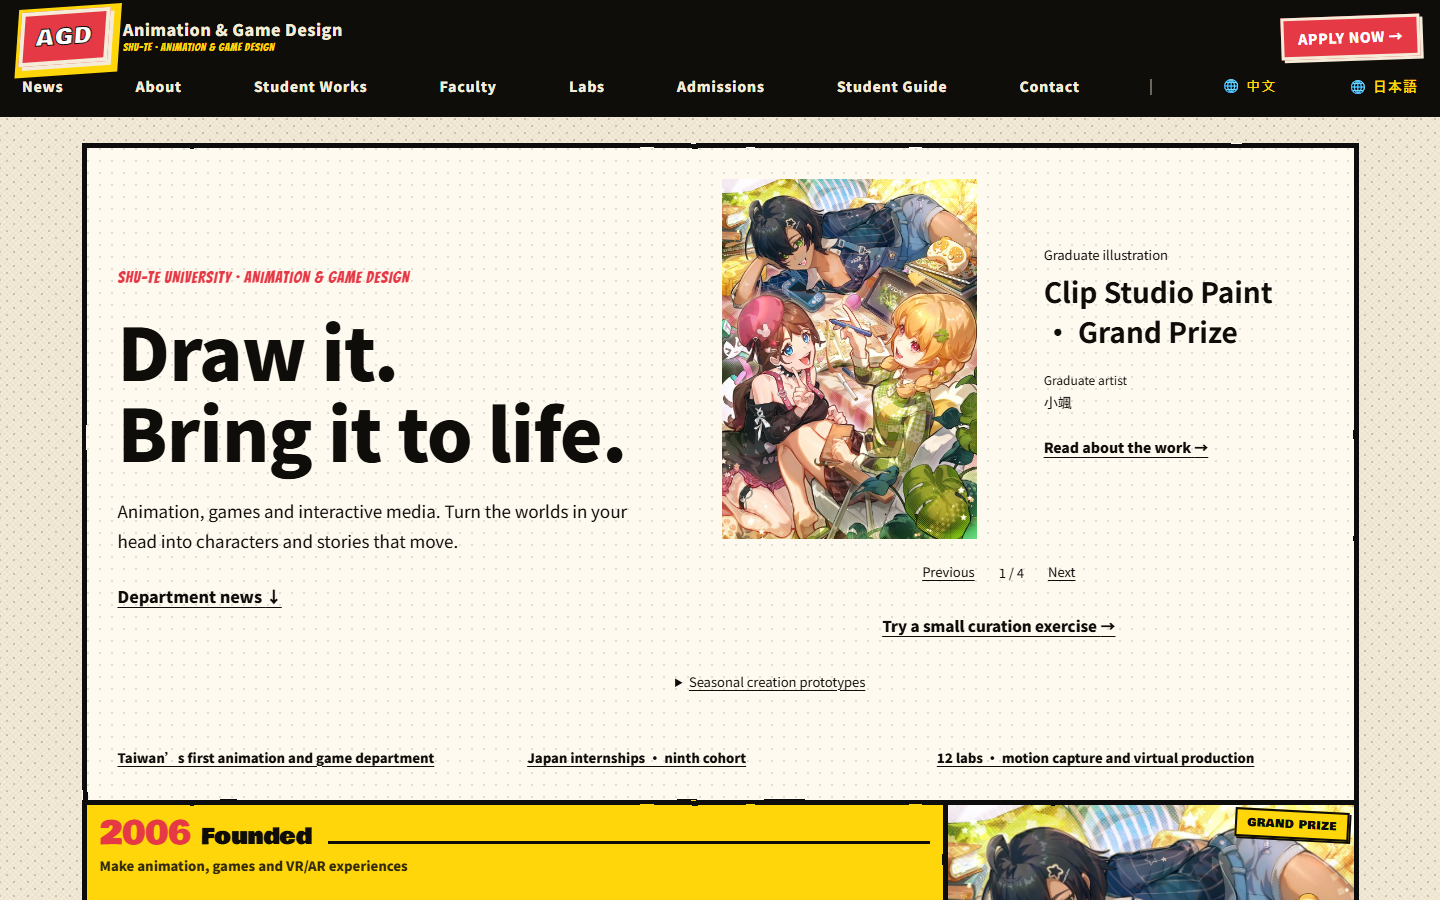 AGD
Animation & Game Design
SHU-TE · ANIMATION & GAME DESIGN
APPLY NOW →
News
About
Student Works
Faculty
Labs
Admissions
Student Guide
Contact
|
中文
日本語
SHU-TE UNIVERSITY · ANIMATION & GAME DESIGN
Draw it.
Bring it to life.
Animation, games and interactive media. Turn the worlds in your
head into characters and stories that move.
Department news ↓
Graduate illustration
Clip Studio Paint
・ Grand Prize
Graduate artist
小颯
Read about the work →
Previous
1 / 4
Next
Try a small curation exercise →
▶ Seasonal creation prototypes
Taiwan’s first animation and game department
Japan internships・ninth cohort
12 labs・motion capture and virtual production
2006 Founded
Make animation, games and VR/AR experiences
GRAND PRIZE